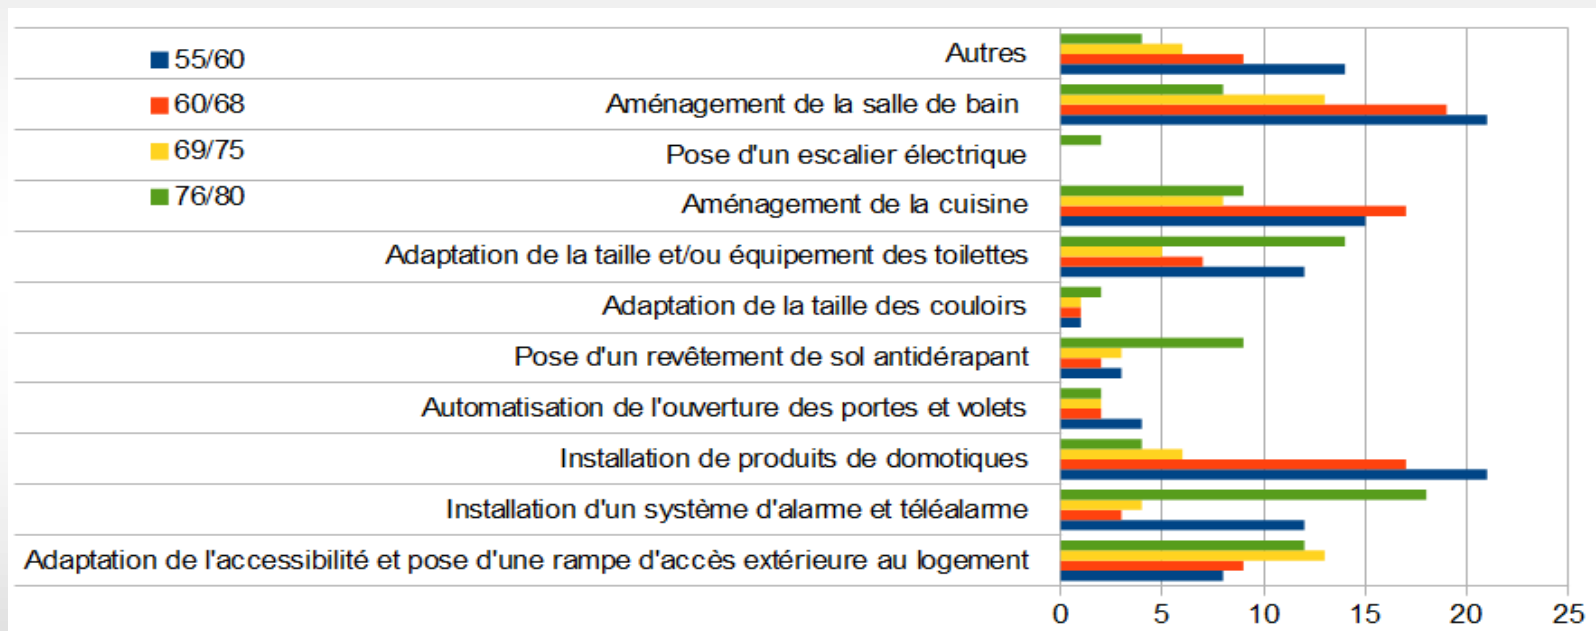 55/60
60/68
69/75
76/80
Autres
Aménagement de la salle de bain
Pose d'un escalier électrique
Aménagement de la cuisine
Adaptation de la taille et/ou équipement des toilettes
Adaptation de la taille des couloirs
Pose d'un revêtement de sol antidérapant
Automatisation de l'ouverture des portes et volets
Installation de produits de domotiques
Installation d'un système d'alarme et téléalarme
Adaptation de l'accessibilité et pose d'une rampe d'accès extérieure au logement
0 5 10 15 20 25